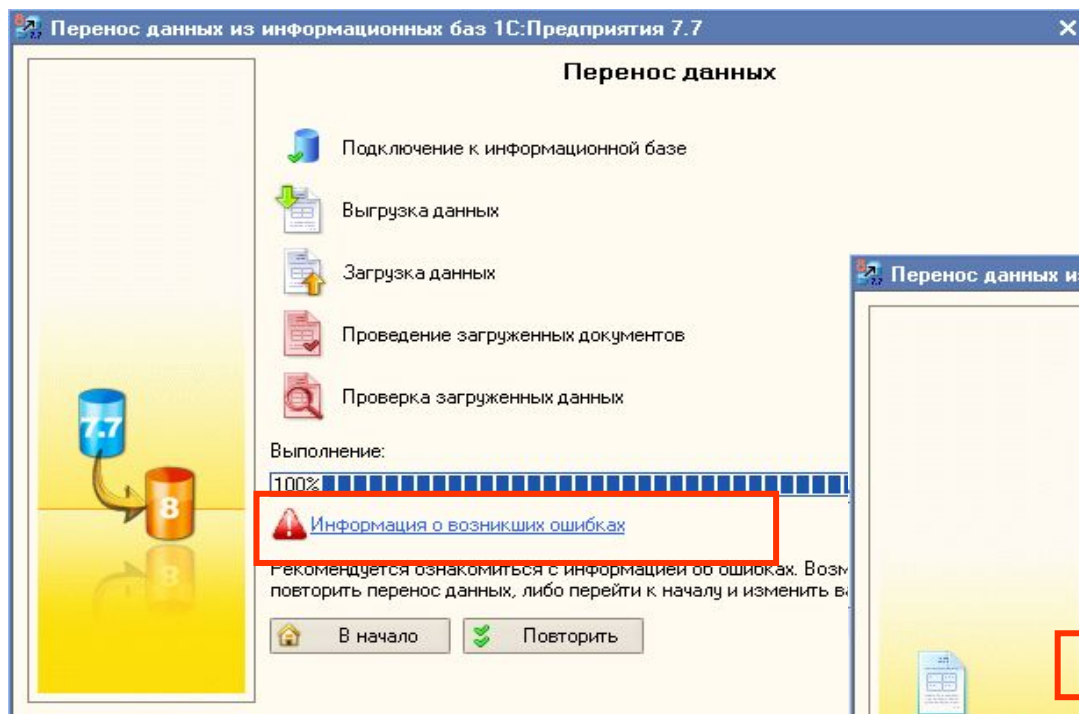 Перенос данных из информационных баз 1С:Предприятия 7.7
Перенос данных
Подключение к информационной базе
Выгрузка данных
Загрузка данных
Проведение загруженных документов
Проверка загруженных данных
7.7
8
Выполнение:
100%
Информация о возникших ошибках
Рекомендуется ознакомиться с информацией об ошибках.
повторить перенос данных, либо перейти к началу и изменить
В начало
Повторить
Перенос данных